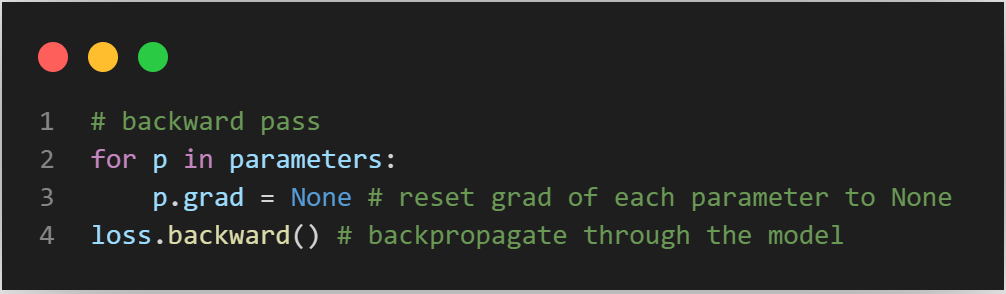 1 # backward pass
2 for p in parameters:
3     p.grad = None # reset grad of each parameter to None
4 loss.backward() # backpropagate through the model